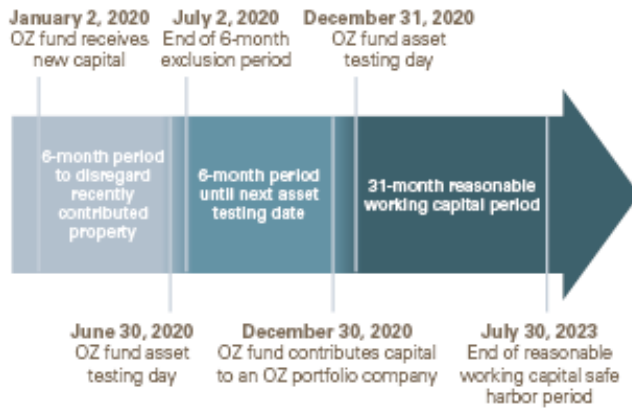 January 2, 2020
OZ fund receives
new capital
July 2, 2020
End of 6-month
exclusion period
December 31, 2020
OZ fund asset
testing day
6-month period
to disregard
recently
contributed
property
6-month period
until next asset
testing date
31-month reasonable
working capital period
June 30, 2020
OZ fund asset
testing day
December 30, 2020
OZ fund contributes capital
to an OZ portfolio company
July 30, 2023
End of reasonable
working capital safe
harbor period